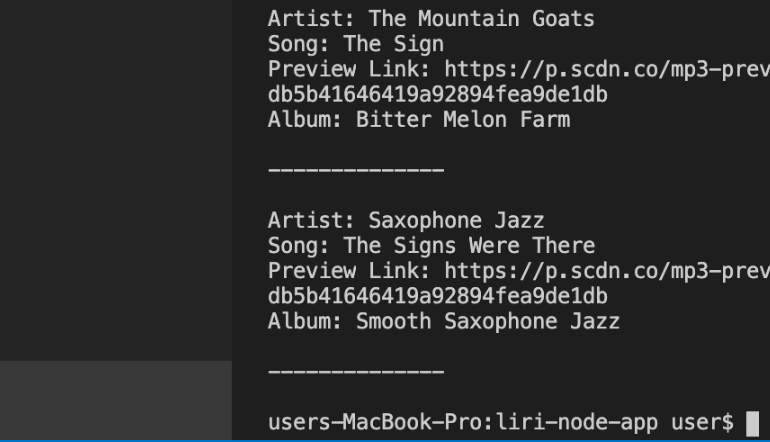 Artist: The Mountain Goats
Song: The Sign
Preview Link: https://p.scdn.co/mp3-prev
db5b41646419a92894fea9de1db
Album: Bitter Melon Farm
--------------
Artist: Saxophone Jazz
Song: The Signs Were There
Preview Link: https://p.scdn.co/mp3-prev
db5b41646419a92894fea9de1db
Album: Smooth Saxophone Jazz
--------------
users-MacBook-Pro:liri-node-app user$